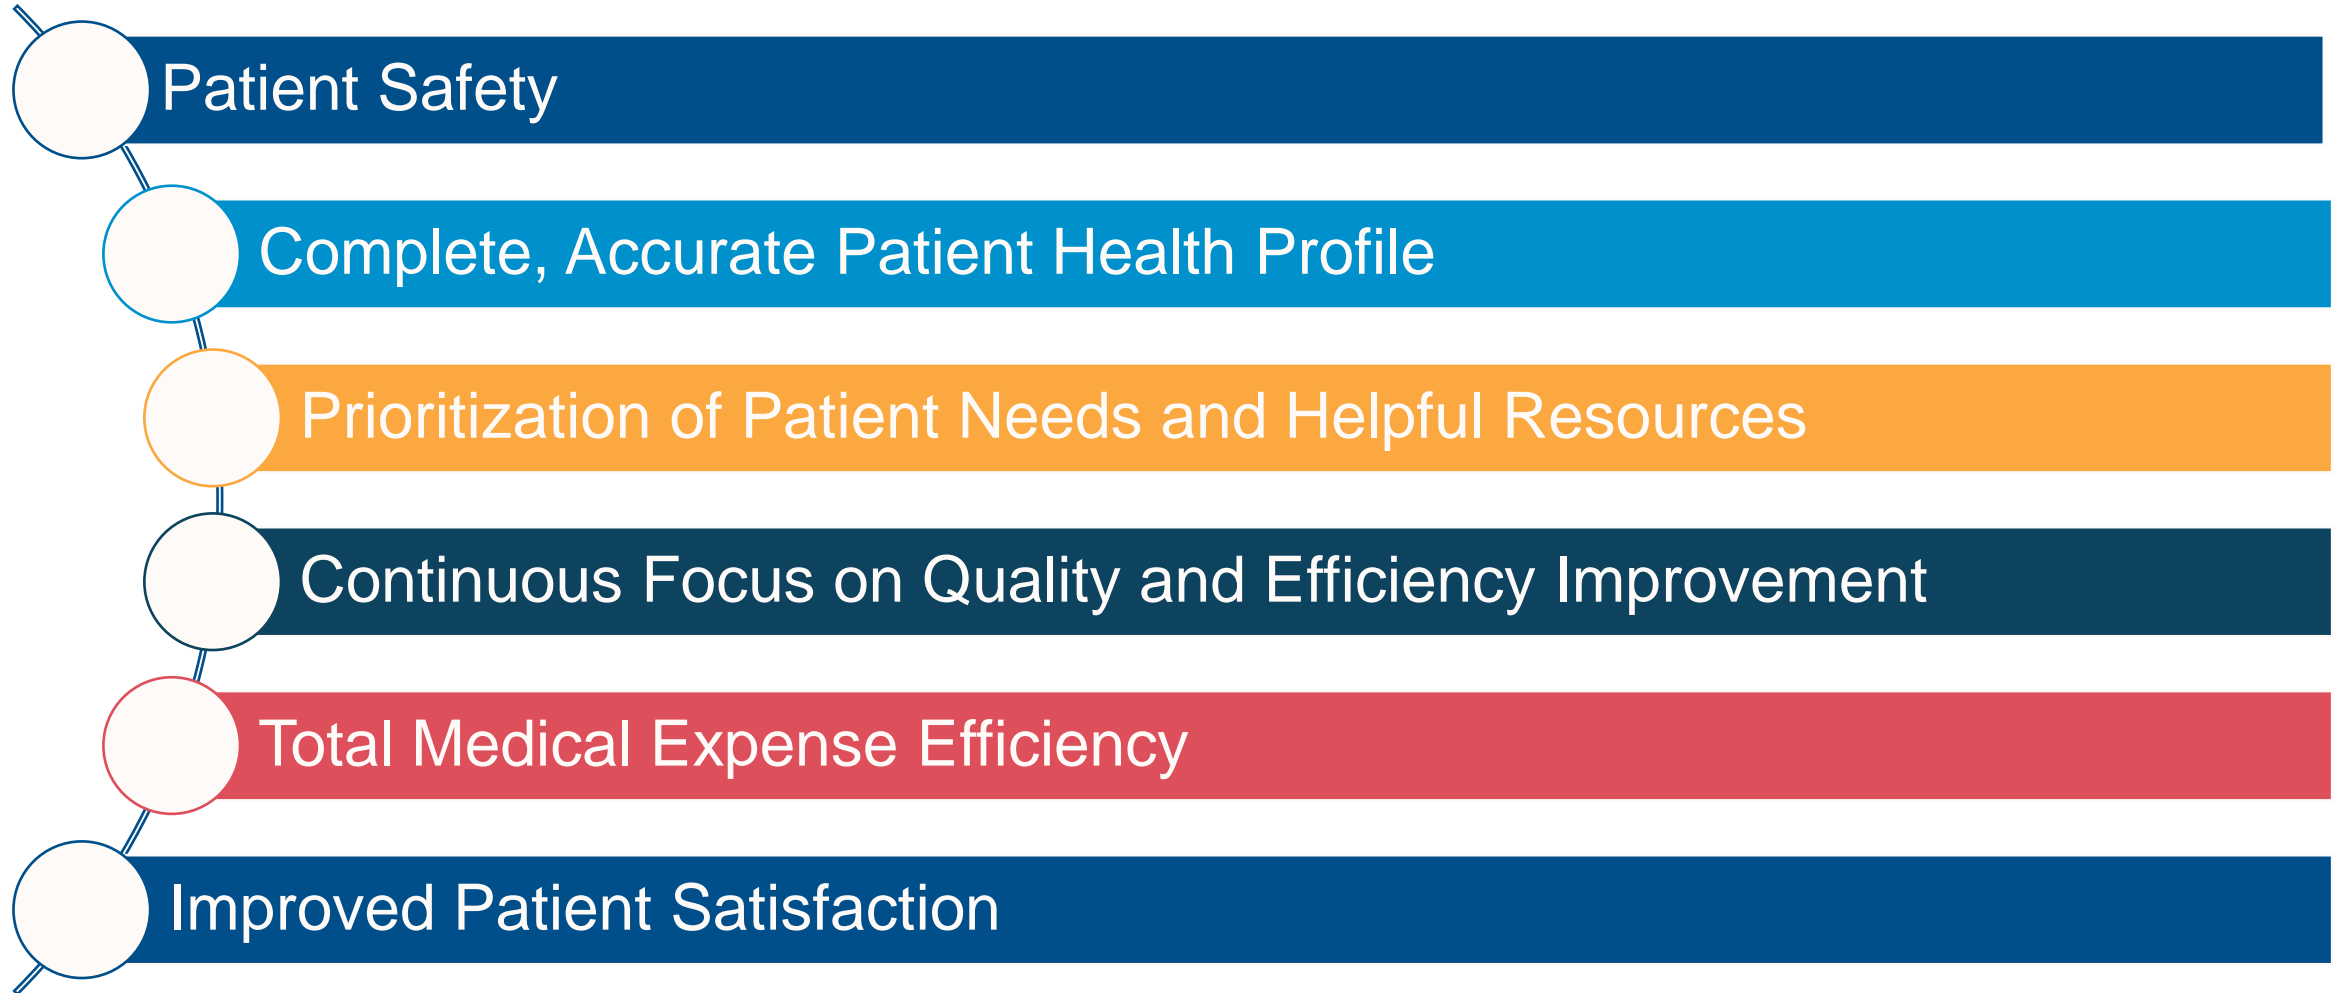 Patient Safety
Complete, Accurate Patient Health Profile
Prioritization of Patient Needs and Helpful Resources
Continuous Focus on Quality and Efficiency Improvement
Total Medical Expense Efficiency
Improved Patient Satisfaction